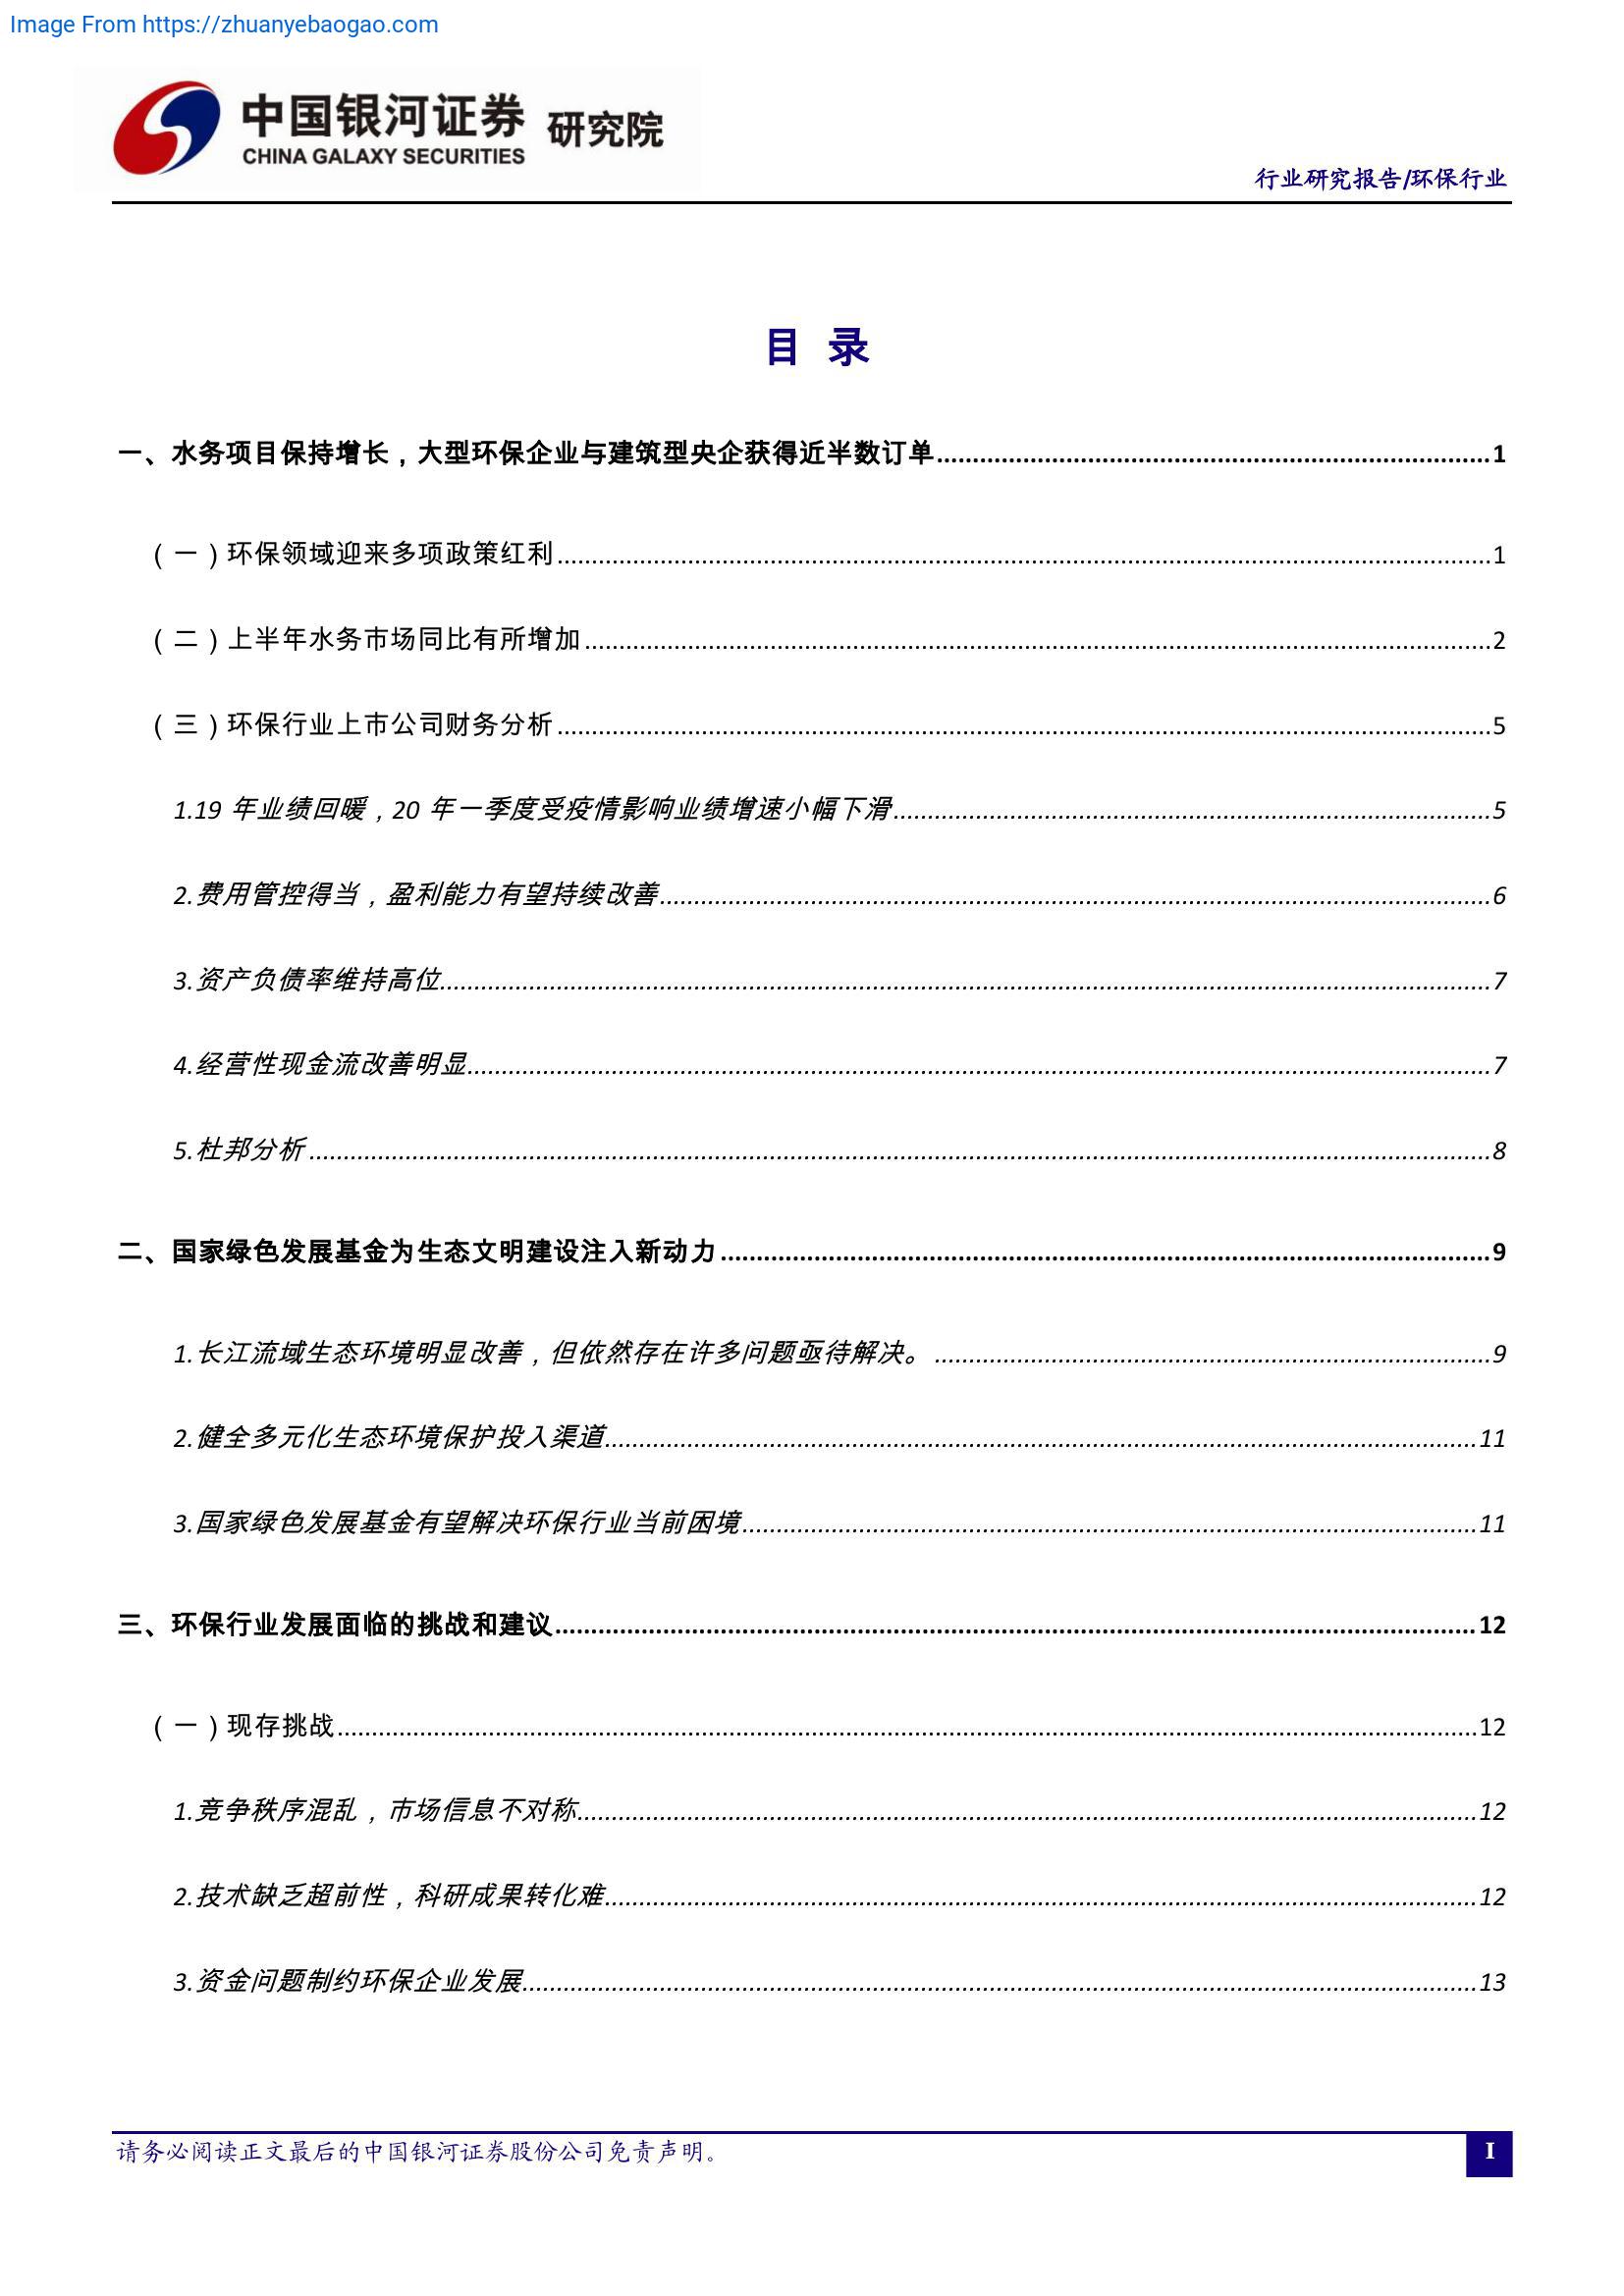 Image From https://zhuanyebaogao.com
中国银河证券 研究院
CHINA GALAXY SECURITIES
行业研究报告/环保行业
目 录
一、水务项目保持增长，大型环保企业与建筑型央企获得近半数订单........1
（一）环保领域迎来多项政策红利........1
（二）上半年水务市场同比有所增加........2
（三）环保行业上市公司财务分析........5
1.19 年业绩回暖，20 年一季度受疫情影响业绩增速小幅下滑........5
2.费用管控得当，盈利能力有望持续改善........6
3.资产负债率维持高位........7
4.经营性现金流改善明显........7
5.杜邦分析........8
二、国家绿色发展基金为生态文明建设注入新动力........9
1.长江流域生态环境明显改善，但依然存在许多问题亟待解决。........9
2.健全多元化生态环境保护投入渠道........11
3.国家绿色发展基金有望解决环保行业当前困境........11
三、环保行业发展面临的挑战和建议........12
（一）现存挑战........12
1.竞争秩序混乱，市场信息不对称........12
2.技术缺乏超前性，科研成果转化难........12
3.资金问题制约环保企业发展........13
请务必阅读正文最后的中国银河证券股份公司免责声明。
I